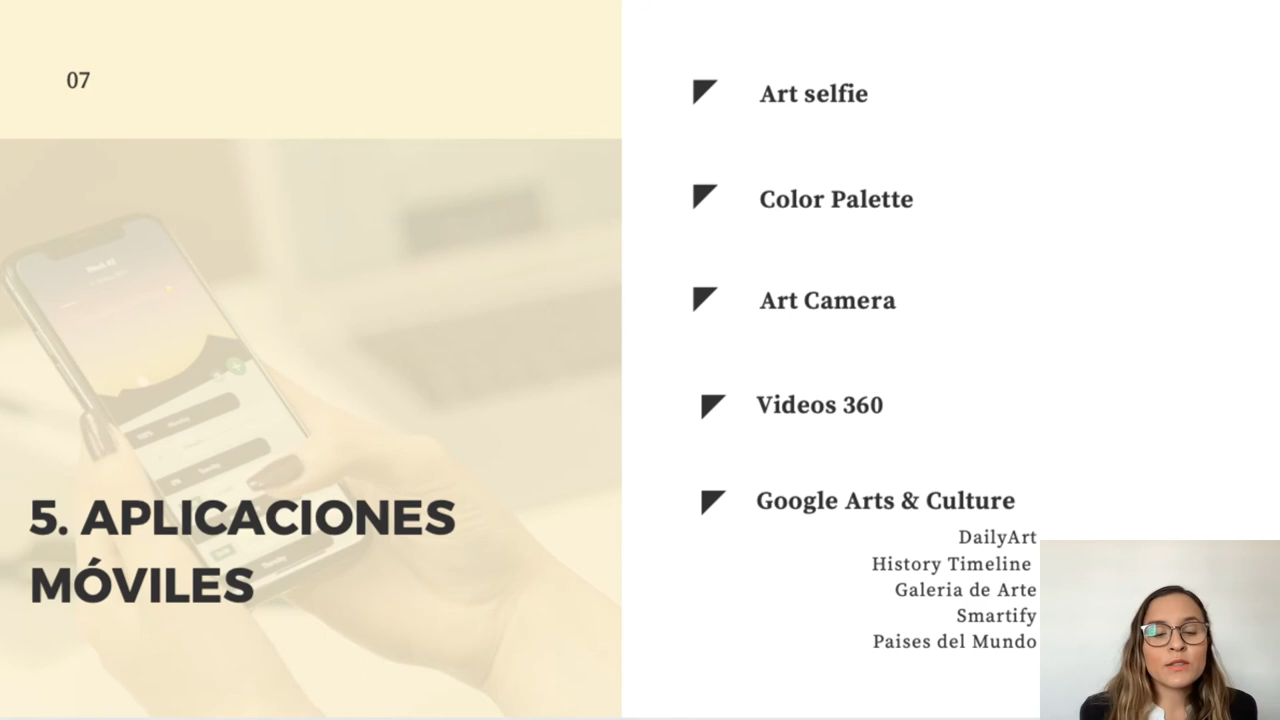 07
5. APLICACIONES
MÓVILES
Art selfie
Color Palette
Art Camera
Videos 360
Google Arts & Culture
DailyArt
History Timeline
Galeria de Arte
Smartify
Paises del Mundo